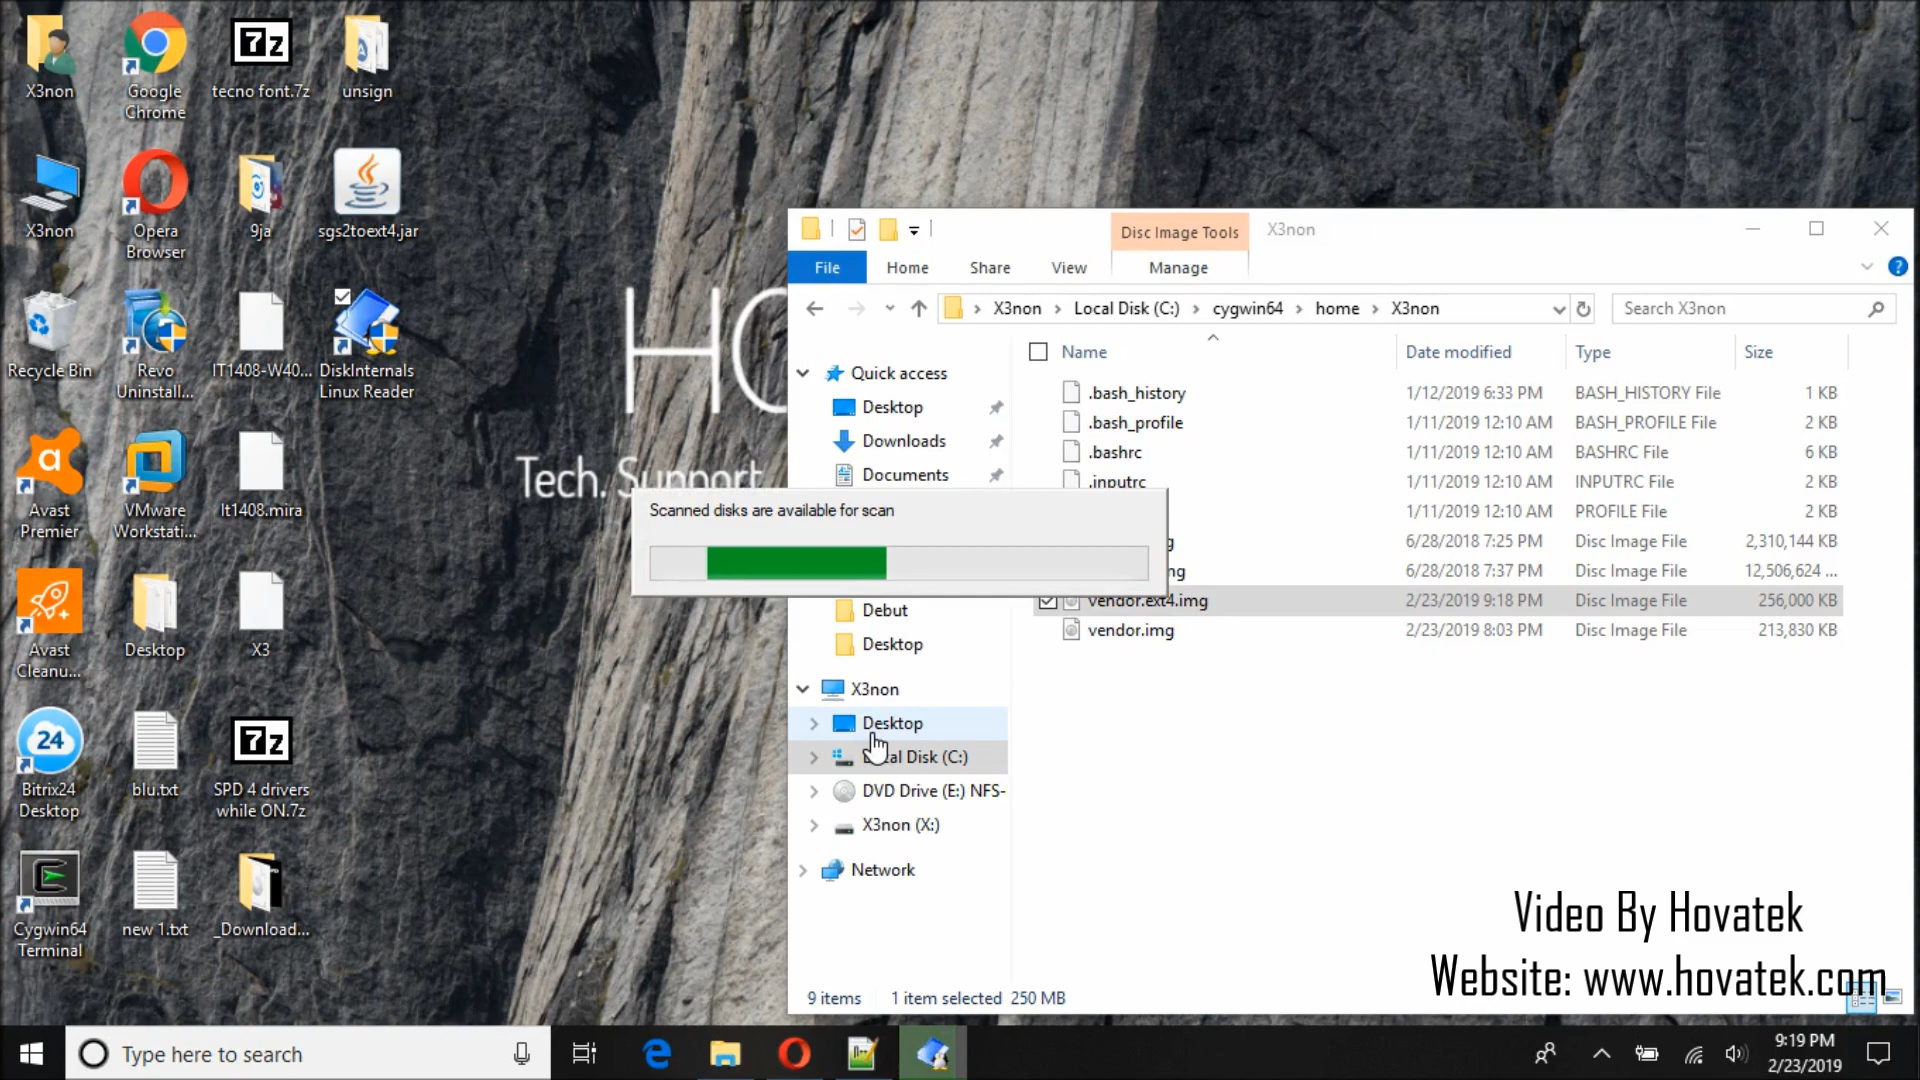 X3non
Google
Chrome
tecno font.7z
unsign
X3non
Opera
Browser
9ja
sgs2toext4.jar
Recycle Bin
Revo
Uninstall...
IT1408-W40...
DiskInternals
Linux Reader
Avast
Premier
VMware
Workstati...
It1408.mira
Avast
Cleanu...
Desktop
X3
24
Bitrix24
Desktop
blu.txt
7z
SPD 4 drivers
while ON.7z
Cygwin64
Terminal
new 1.txt
_Download...
7z
Tech. Support.
Disc Image Tools
X3non
File
Home
Share
View
Manage
X3non > Local Disk (C:) > cygwin64 > home > X3non
Search X3non
Name
Date modified
Type
Size
Quick access
Desktop
Downloads
Documents
Debut
Desktop
X3non
Desktop
Local Disk (C:)
DVD Drive (E:) NFS-
X3non (X:)
Network
.bash_history 1/12/2019 6:33 PM BASH_HISTORY File 1 KB
.bash_profile 1/11/2019 12:10 AM BASH_PROFILE File 2 KB
.bashrc 1/11/2019 12:10 AM BASHRC File 6 KB
.inputrc 1/11/2019 12:10 AM INPUTRC File 2 KB
1/11/2019 12:10 AM PROFILE File 2 KB
6/28/2018 7:25 PM Disc Image File 2,310,144 KB
6/28/2018 7:37 PM Disc Image File 12,506,624 ...
vendor.ext4.img 2/23/2019 9:18 PM Disc Image File 256,000 KB
vendor.img 2/23/2019 8:03 PM Disc Image File 213,830 KB
Scanned disks are available for scan
9 items 1 item selected 250 MB
Video By Hovatek
Website: www.hovatek.com
Type here to search
9:19 PM
2/23/2019